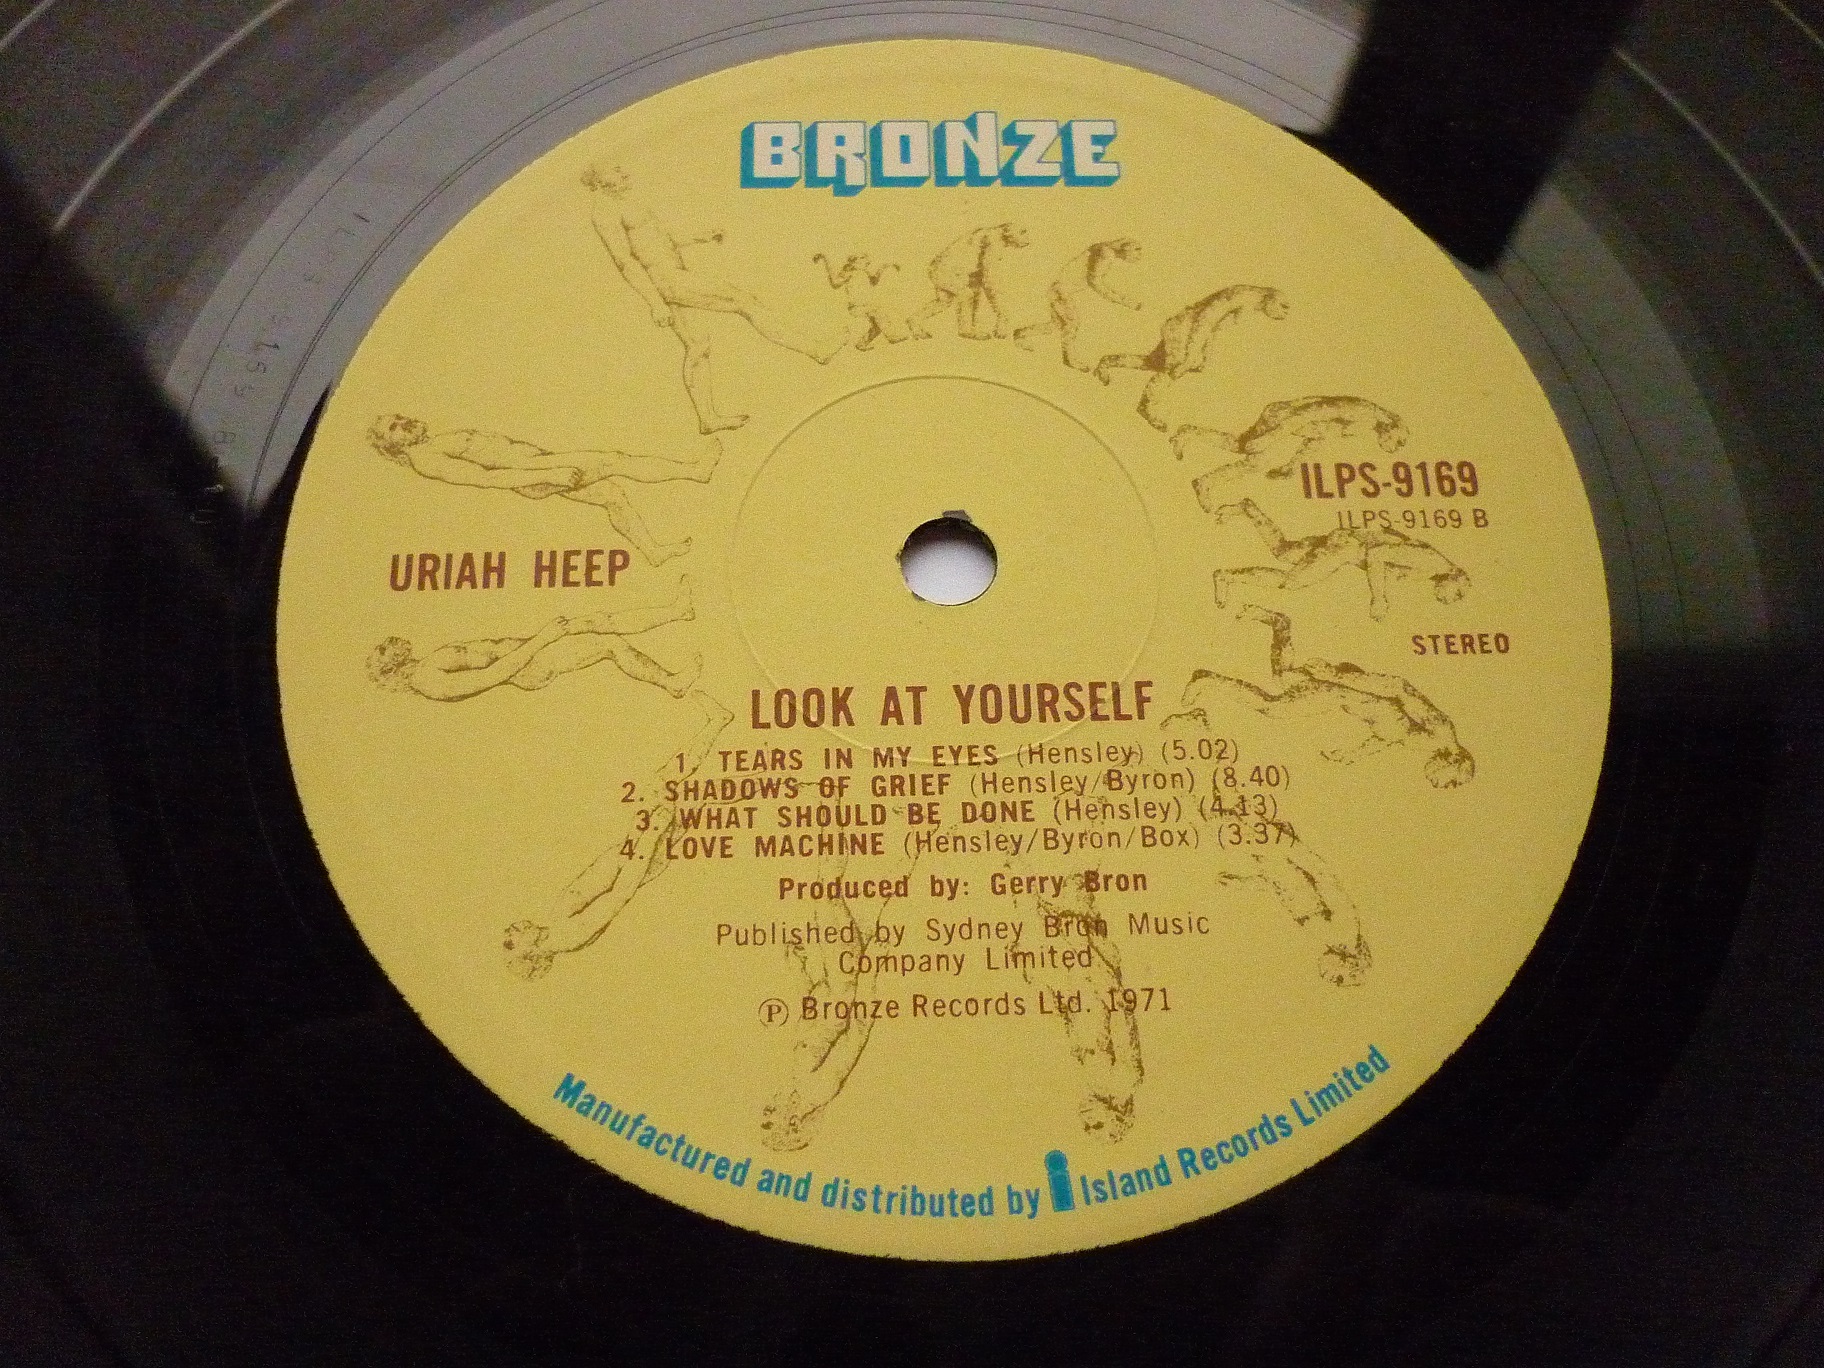 BRONZE
ILPS-9169
ILPS-9169 B
URIAH HEEP
STEREO
LOOK AT YOURSELF
1. TEARS IN MY EYES (Hensley) (5.02)
2. SHADOWS OF GRIEF (Hensley/Byron) (8.40)
3. WHAT SHOULD BE DONE (Hensley) (4.13)
4. LOVE MACHINE (Hensley/Byron/Box) (3.37)
Produced by: Gerry Bron
Published by Sydney Bron Music
Company Limited
℗ Bronze Records Ltd. 1971
Manufactured and distributed by i Island Records Limited